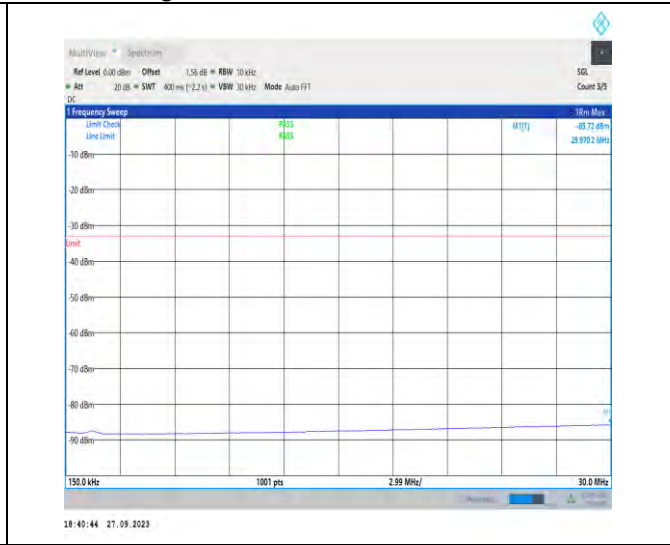 MultiView Spectrum
Ref Level 0.00 dBm Offset 1.56 dB RBW 10 kHz SGL
Att 20 dB SWT 400 ms (~2.2 s) VBW 30 kHz Mode Auto FFT Count 3/5
DC
1 Frequency Sweep 1Rm Max
Limit Check PASS M1[1] -85.72 dBm
Line Limit PASS 29.9702 MHz
-10 dBm
-20 dBm
-30 dBm
Limit
-40 dBm
-50 dBm
-60 dBm
-70 dBm
-80 dBm
M1
-90 dBm
150.0 kHz 1001 pts 2.99 MHz/ 30.0 MHz
18:40:44 27.09.2023